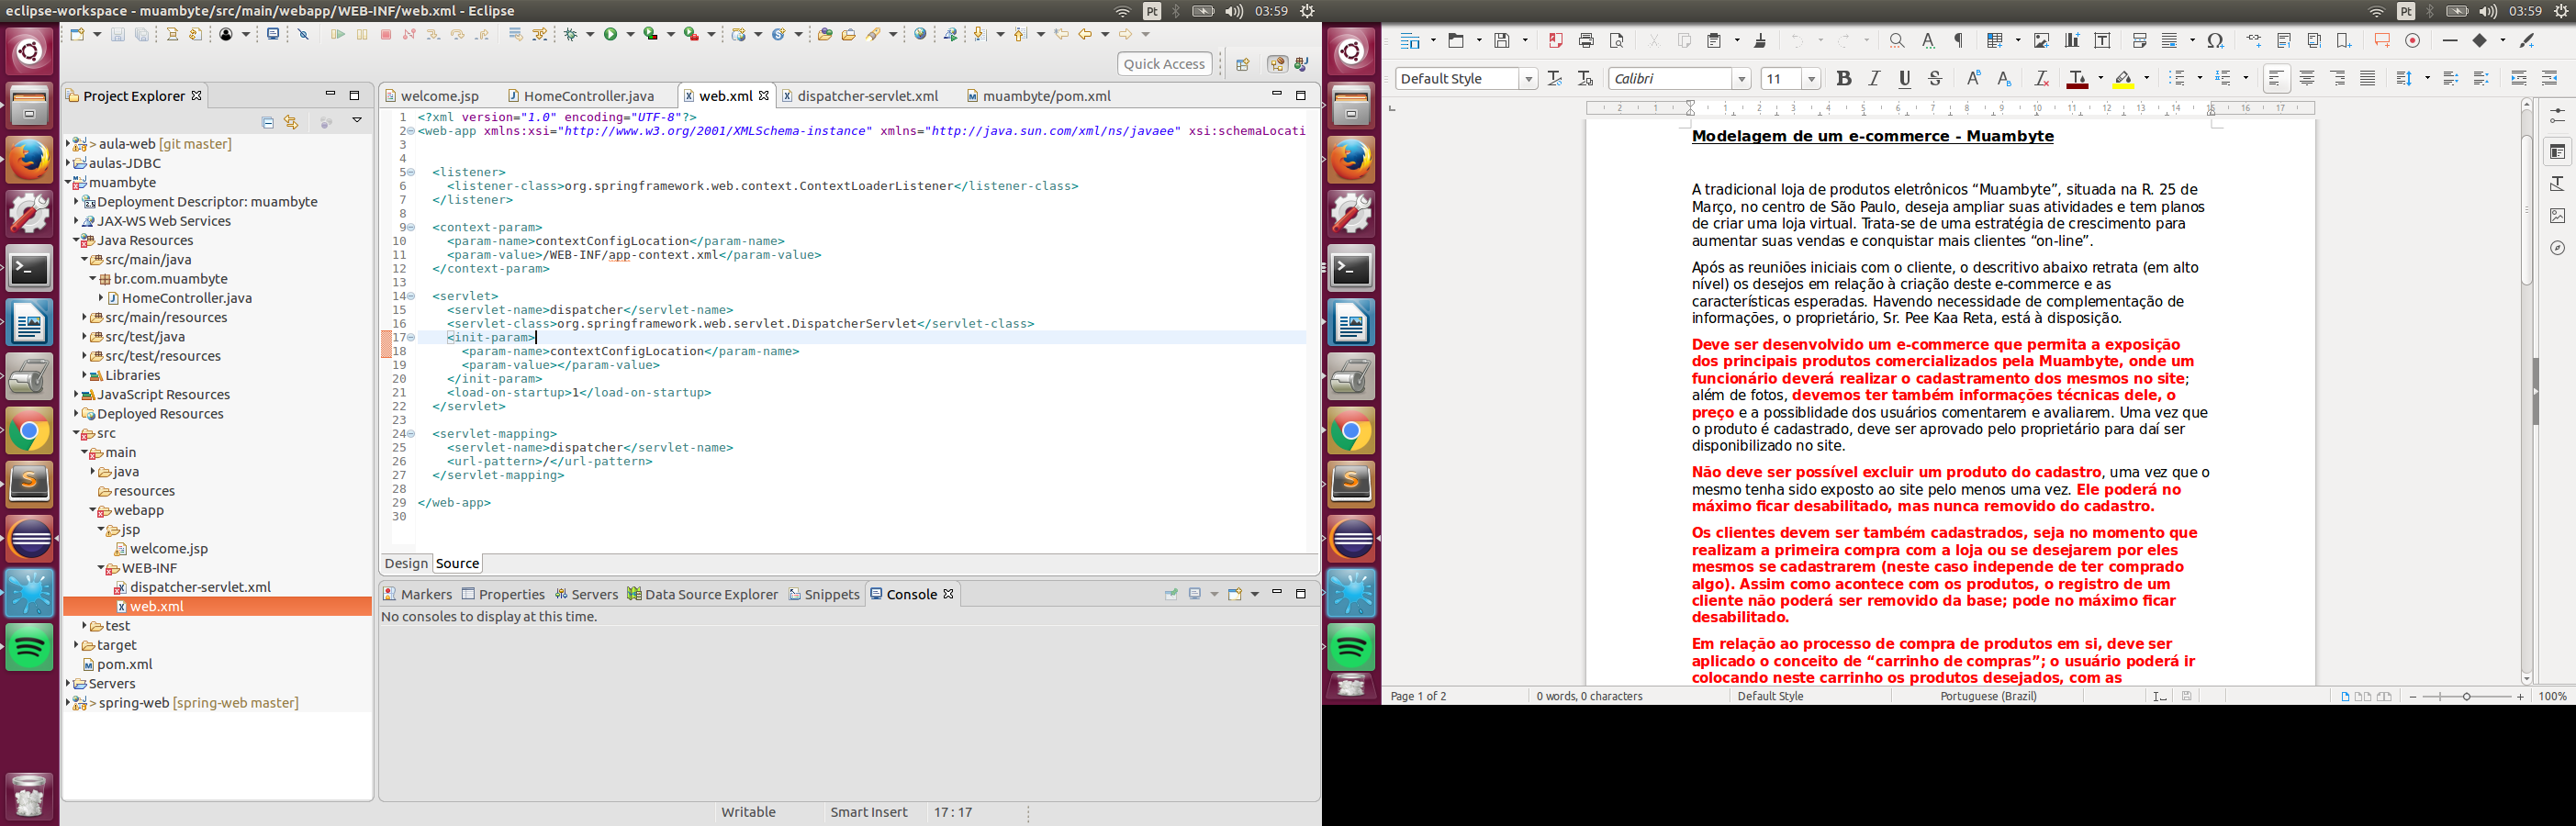 eclipse-workspace - muambyte/src/main/webapp/WEB-INF/web.xml - Eclipse
Pt
03:59
Quick Access
Project Explorer
> aula-web [git master]
aulas-JDBC
muambyte
Deployment Descriptor: muambyte
JAX-WS Web Services
Java Resources
src/main/java
br.com.muambyte
HomeController.java
src/main/resources
src/test/java
src/test/resources
Libraries
JavaScript Resources
Deployed Resources
src
main
java
resources
webapp
jsp
welcome.jsp
WEB-INF
dispatcher-servlet.xml
web.xml
test
target
pom.xml
Servers
> spring-web [spring-web master]
welcome.jsp
HomeController.java
web.xml
dispatcher-servlet.xml
muambyte/pom.xml
1 <?xml version="1.0" encoding="UTF-8"?>
2 <web-app xmlns:xsi="http://www.w3.org/2001/XMLSchema-instance" xmlns="http://java.sun.com/xml/ns/javaee" xsi:schemaLocati
3
4
5 <listener>
6 <listener-class>org.springframework.web.context.ContextLoaderListener</listener-class>
7 </listener>
8
9 <context-param>
10 <param-name>contextConfigLocation</param-name>
11 <param-value>/WEB-INF/app-context.xml</param-value>
12 </context-param>
13
14 <servlet>
15 <servlet-name>dispatcher</servlet-name>
16 <servlet-class>org.springframework.web.servlet.DispatcherServlet</servlet-class>
17 <init-param>
18 <param-name>contextConfigLocation</param-name>
19 <param-value></param-value>
20 </init-param>
21 <load-on-startup>1</load-on-startup>
22 </servlet>
23
24 <servlet-mapping>
25 <servlet-name>dispatcher</servlet-name>
26 <url-pattern>/</url-pattern>
27 </servlet-mapping>
28
29 </web-app>
30
Design
Source
Markers
Properties
Servers
Data Source Explorer
Snippets
Console
No consoles to display at this time.
Writable
Smart Insert
17 : 17
Pt
03:59
Default Style
Calibri
11
2 1 1 2 3 4 5 6 7 8 9 10 11 12 13 14 15 16 17
Modelagem de um e-commerce - Muambyte
A tradicional loja de produtos eletrônicos “Muambyte”, situada na R. 25 de
Março, no centro de São Paulo, deseja ampliar suas atividades e tem planos
de criar uma loja virtual. Trata-se de uma estratégia de crescimento para
aumentar suas vendas e conquistar mais clientes “on-line”.
Após as reuniões iniciais com o cliente, o descritivo abaixo retrata (em alto
nível) os desejos em relação à criação deste e-commerce e as
características esperadas. Havendo necessidade de complementação de
informações, o proprietário, Sr. Pee Kaa Reta, está à disposição.
Deve ser desenvolvido um e-commerce que permita a exposição
dos principais produtos comercializados pela Muambyte, onde um
funcionário deverá realizar o cadastramento dos mesmos no site;
além de fotos, devemos ter também informações técnicas dele, o
preço e a possiblidade dos usuários comentarem e avaliarem. Uma vez que
o produto é cadastrado, deve ser aprovado pelo proprietário para daí ser
disponibilizado no site.
Não deve ser possível excluir um produto do cadastro, uma vez que o
mesmo tenha sido exposto ao site pelo menos uma vez. Ele poderá no
máximo ficar desabilitado, mas nunca removido do cadastro.
Os clientes devem ser também cadastrados, seja no momento que
realizam a primeira compra com a loja ou se desejarem por eles
mesmos se cadastrarem (neste caso independe de ter comprado
algo). Assim como acontece com os produtos, o registro de um
cliente não poderá ser removido da base; pode no máximo ficar
desabilitado.
Em relação ao processo de compra de produtos em si, deve ser
aplicado o conceito de “carrinho de compras”; o usuário poderá ir
colocando neste carrinho os produtos desejados, com as
Page 1 of 2
0 words, 0 characters
Default Style
Portuguese (Brazil)
100%